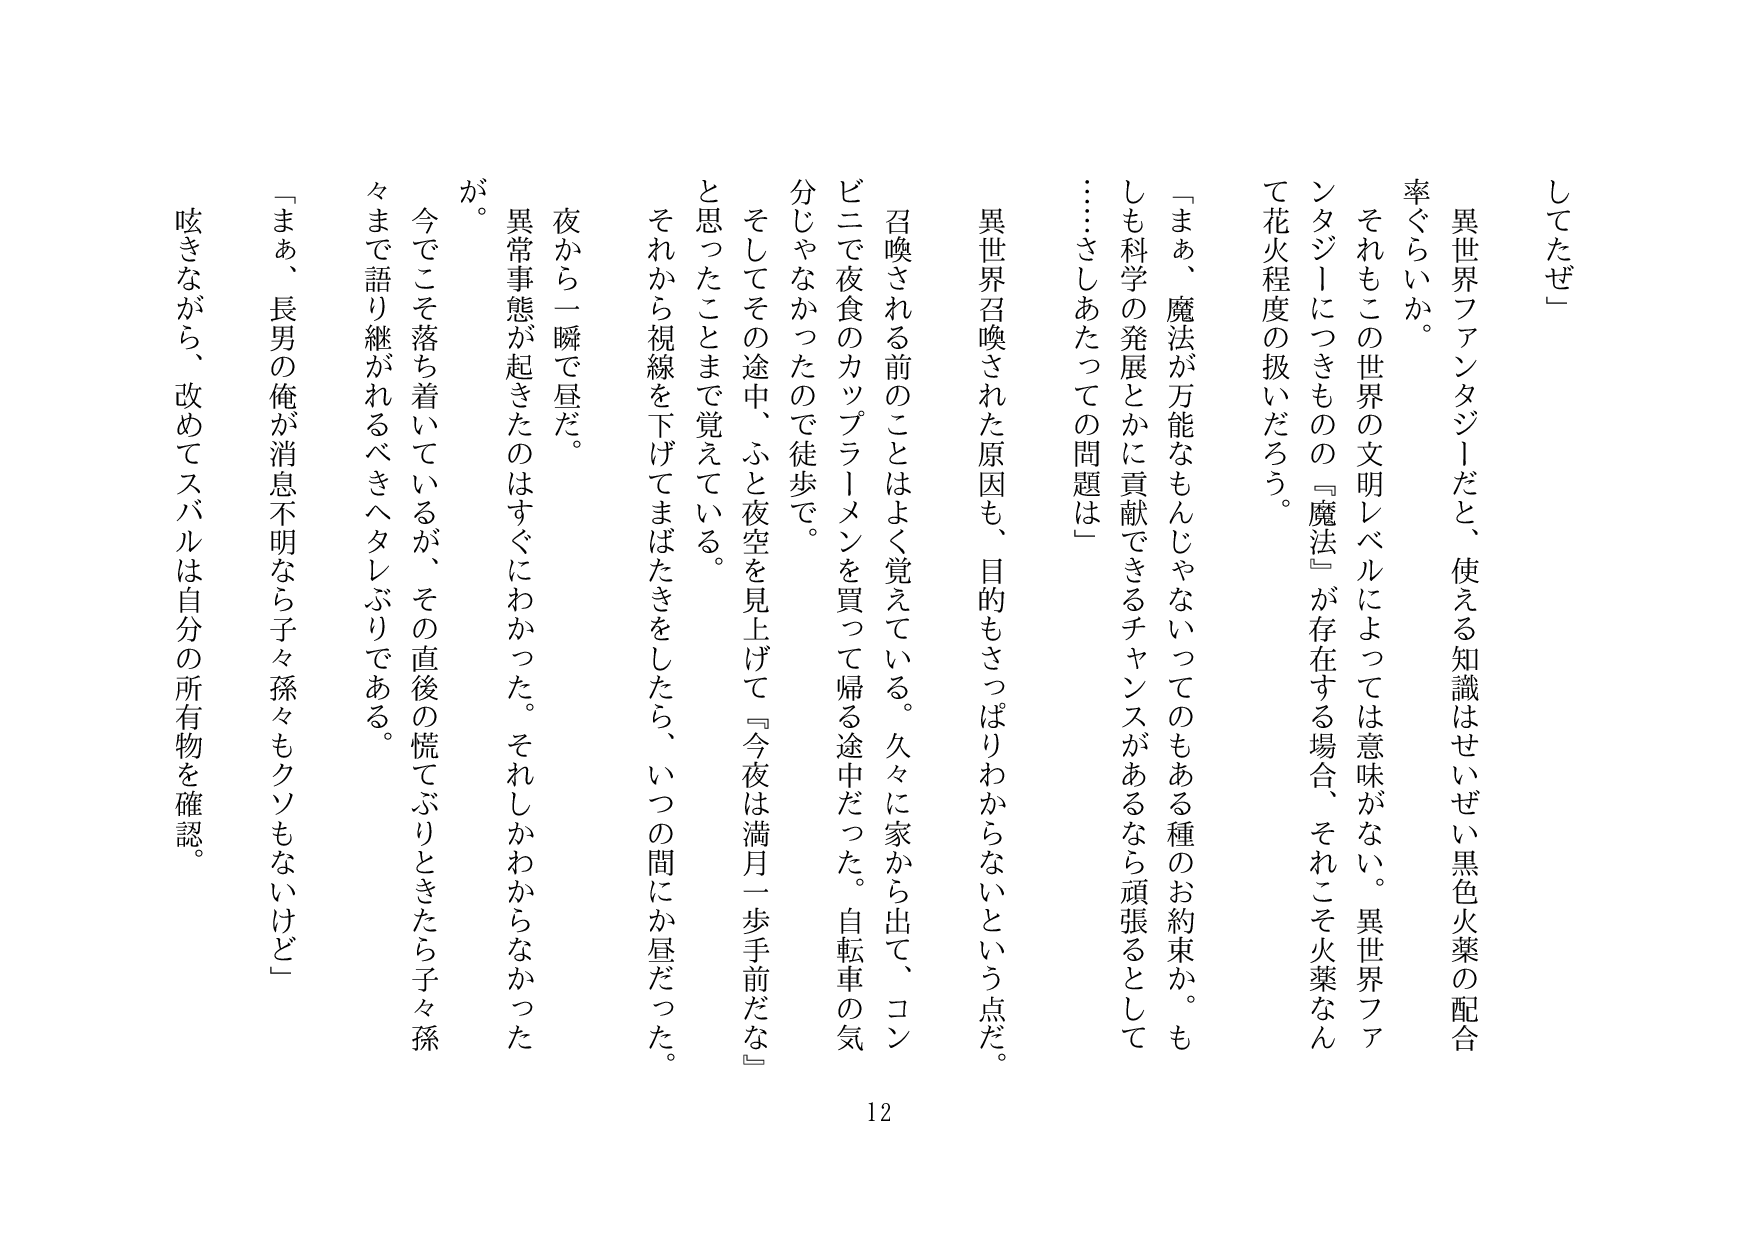 してたぜ」
異世界ファンタジーだと、使える知識はせいぜい黒色火薬の配合
率ぐらいか。
それもこの世界の文明レベルによっては意味がない。異世界ファ
ンタジーにつきものの『魔法』が存在する場合、それこそ火薬なん
て花火程度の扱いだろう。
「まぁ、魔法が万能なもんじゃないってのもある種のお約束か。も
しも科学の発展とかに貢献できるチャンスがあるなら頑張るとして
……さしあたっての問題は」
異世界召喚された原因も、目的もさっぱりわからないという点だ。
召喚される前のことはよく覚えている。久々に家から出て、コン
ビニで夜食のカップラーメンを買って帰る途中だった。自転車の気
分じゃなかったので徒歩で。
そしてその途中、ふと夜空を見上げて『今夜は満月一歩手前だな』
と思ったことまで覚えている。
それから視線を下げてまばたきをしたら、いつの間にか昼だった。
夜から一瞬で昼だ。
異常事態が起きたのはすぐにわかった。それしかわからなかった
が。
今でこそ落ち着いているが、その直後の慌てぶりときたら子々孫
々まで語り継がれるべきヘタレぶりである。
「まぁ、長男の俺が消息不明なら子々孫々もクソもないけど」
呟きながら、改めてスバルは自分の所有物を確認。
12